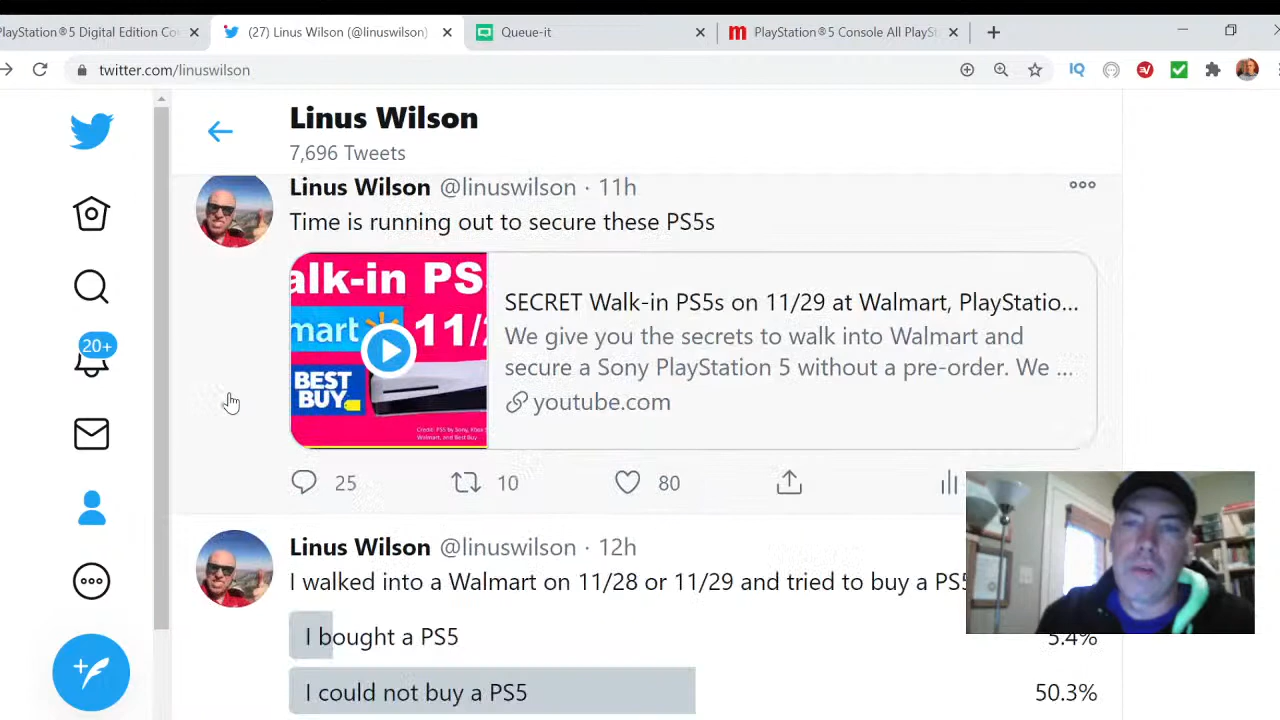 PlayStation®5 Digital Edition Co
(27) Linus Wilson (@linuswilson)
Queue-it
PlayStation®5 Console All PlayS
twitter.com/linuswilson
IQ
Linus Wilson
7,696 Tweets
Linus Wilson @linuswilson · 11h
Time is running out to secure these PS5s
alk-in PS
mart 11/2
BEST
BUY
SECRET Walk-in PS5s on 11/29 at Walmart, PlayStatio...
We give you the secrets to walk into Walmart and
secure a Sony PlayStation 5 without a pre-order. We ...
youtube.com
25 10 80
20+
Linus Wilson @linuswilson · 12h
I walked into a Walmart on 11/28 or 11/29 and tried to buy a PS5
I bought a PS5 5.4%
I could not buy a PS5 50.3%